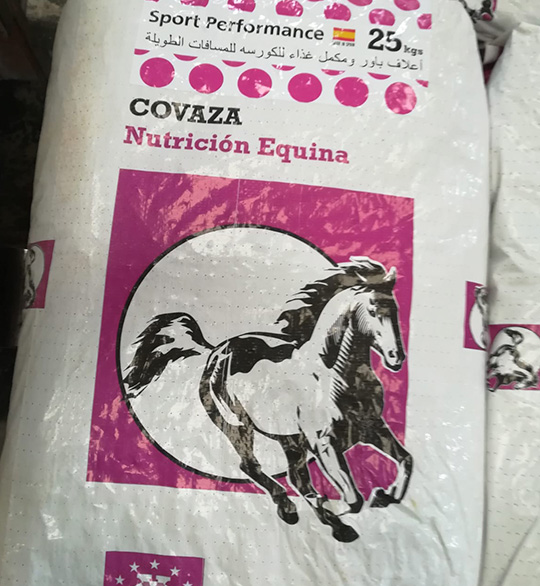 Sport Performance 25 kgs
أعلاف باور ومكمل غذاء للكورسه للمسافات الطويلة
COVAZA
Nutrición Equina